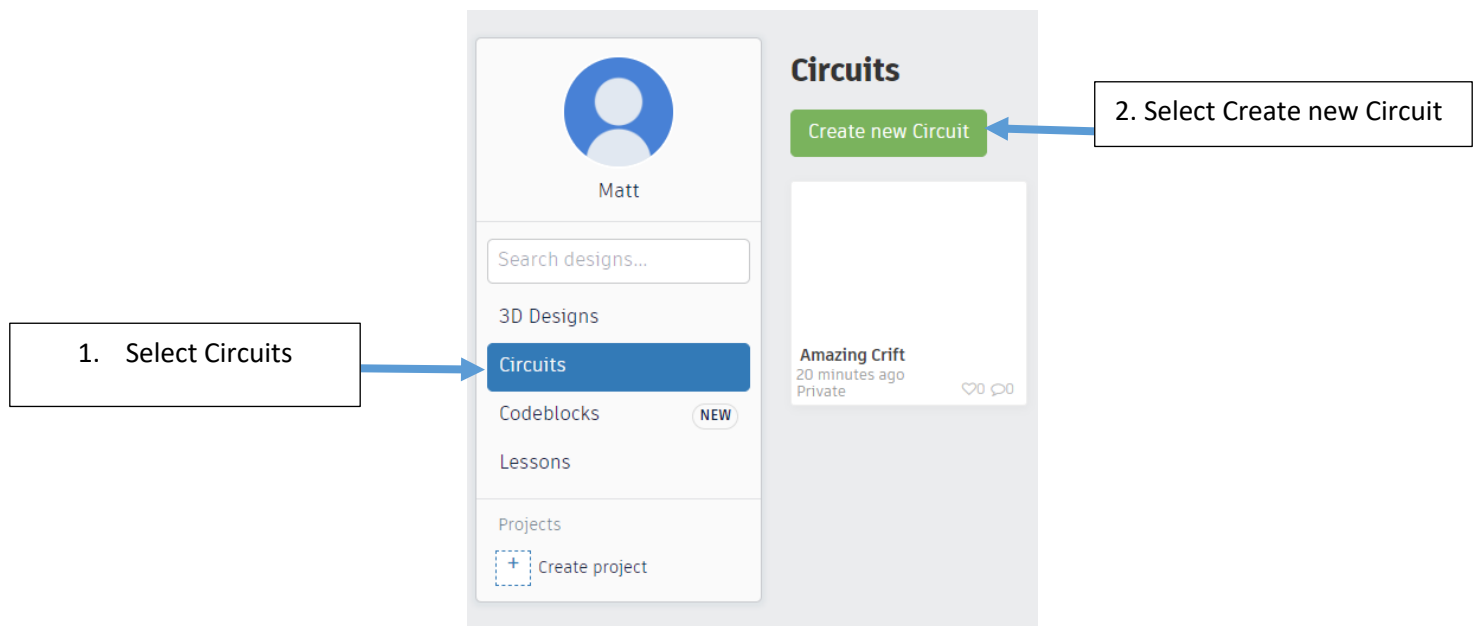 Matt
Search designs...
3D Designs
Circuits
Codeblocks NEW
Lessons
Projects
+ Create project
Circuits
Create new Circuit
Amazing Crift
20 minutes ago
Private 0 0
1. Select Circuits
2. Select Create new Circuit